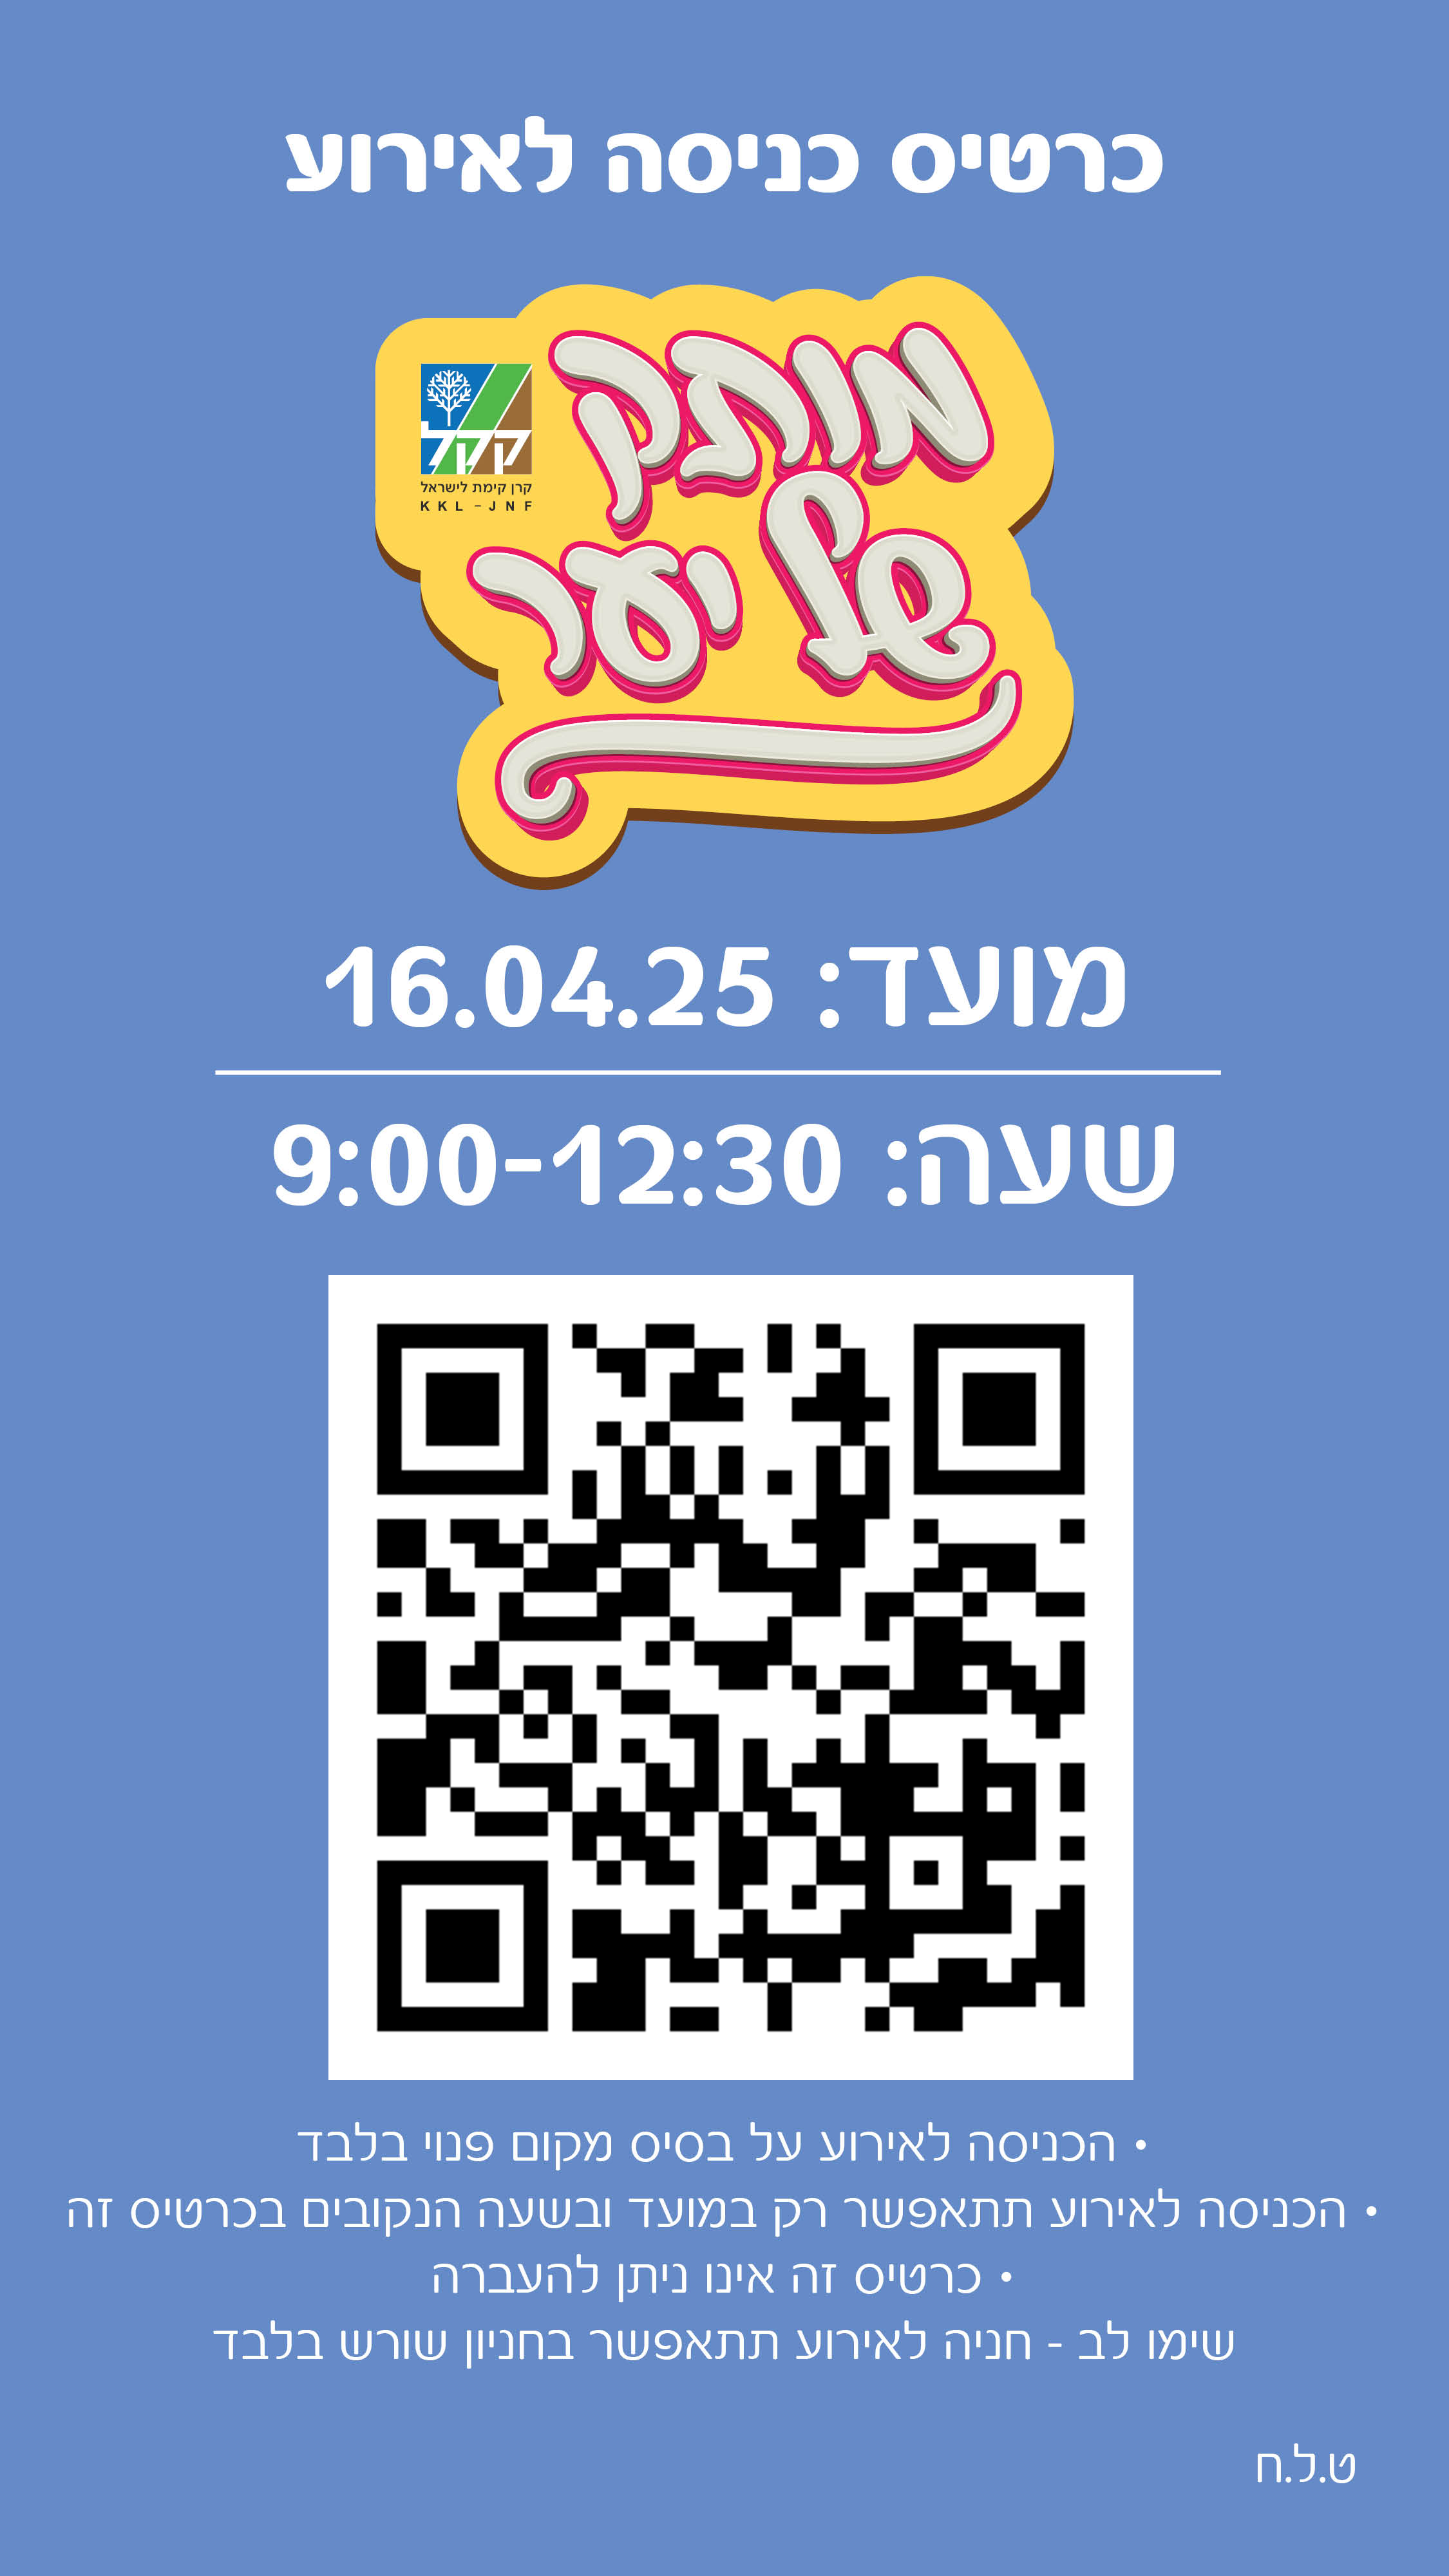 כרטיס כניסה לאירוע
מותק
של יער
קקל
קרן קימת לישראל
KKL-JNF
מועד: 16.04.25
שעה: 9:00-12:30
• הכניסה לאירוע על בסיס מקום פנוי בלבד
• הכניסה לאירוע תתאפשר רק במועד ובשעה הנקובים בכרטיס זה
• כרטיס זה אינו ניתן להעברה
שימו לב - חניה לאירוע תתאפשר בחניון שורש בלבד
ט.ל.ח